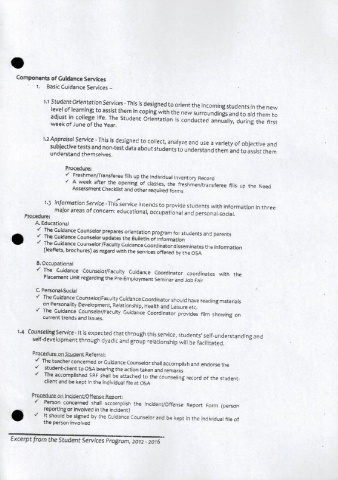 Components of Guidance Services
1. Basic Guidance Services –
1.1 Student Orientation Services - This is designed to orient the incoming students in the new
level of learning; to assist them in coping with the new surroundings and to aid them to
adjust in college life. The Student Orientation is conducted annually, during the first
week of June of the Year.
1.2 Appraisal Service - This is designed to collect, analyze and use a variety of objective and
subjective tests and non-test data about students to understand them and to assist them
understand themselves.
Procedures
✓ Freshmen/Transferee fills up the Individual Inventory Record
✓ A week after the opening of classes, the freshmen/transferee fills up the Need
Assessment Checklist and other required forms
1.3 Information Service - This service intends to provide students with information in three
major areas of concern: educational, occupational and personal-social.
Procedures
A. Educational
✓ The Guidance Counselor prepares orientation program for students and parents
✓ The Guidance Counselor updates the Bulletin of Information
✓ The Guidance Counselor/Faculty Guidance Coordinator disseminates the information
(leaflets, brochures) as regard with the services offered by the OSA
B. Occupational
✓ The Guidance Counselor/Faculty Guidance Coordinator coordinates with the
Placement Unit regarding the Pre-Employment Seminar and Job Fair
C. Personal-Social
✓ The Guidance Counselor/Faculty Guidance Coordinator should have reading materials
on Personality Development, Relationship, Health and Leisure etc.
✓ The Guidance Counselor/Faculty Guidance Coordinator provides film showing on
current trends and issues.
1.4 Counseling Service - It is expected that through this service, students' self-understanding and
self-development through dyadic and group relationship will be facilitated.
Procedure on Student Referral:
✓ The teacher concerned or Guidance Counselor shall accomplish and endorse the
✓ student-client to OSA bearing the action taken and remarks
✓ The accomplished SRF shall be attached to the counseling record of the student-
client and be kept in the individual file at OSA
Procedure on Incident/Offense Report:
✓ Person concerned shall accomplish the Incident/Offense Report Form (person
reporting or involved in the incident)
✓ It should be signed by the Guidance Counselor and be kept in the individual file of
the person involved
Excerpt from the Student Services Program, 2012 - 2016